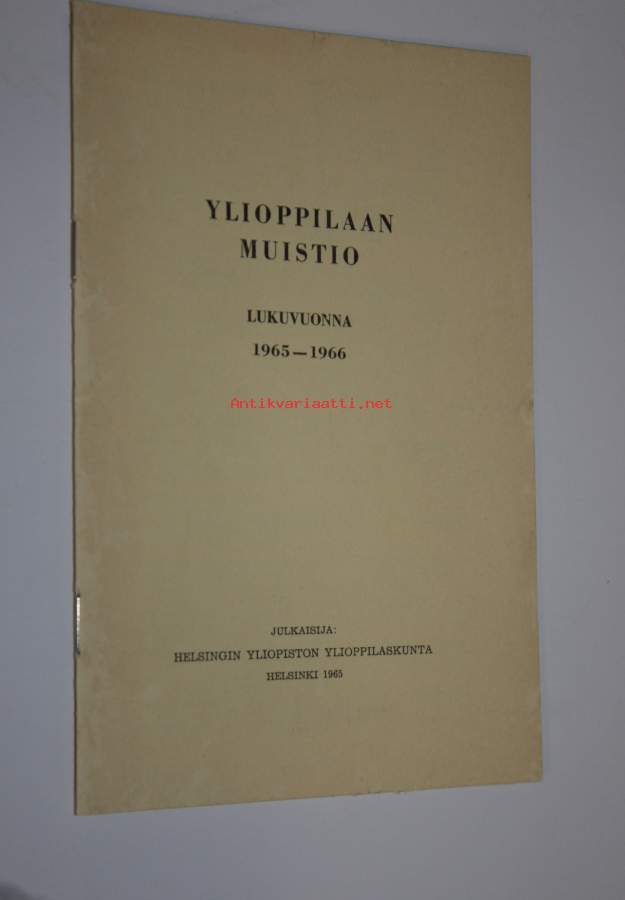 YLIOPPILAAN
MUISTIO
LUKUVUONNA
1965—1966
Antikvariaatti.net
JULKAISIJA:
HELSINGIN YLIOPISTON YLIOPPILASKUNTA
HELSINKI 1965